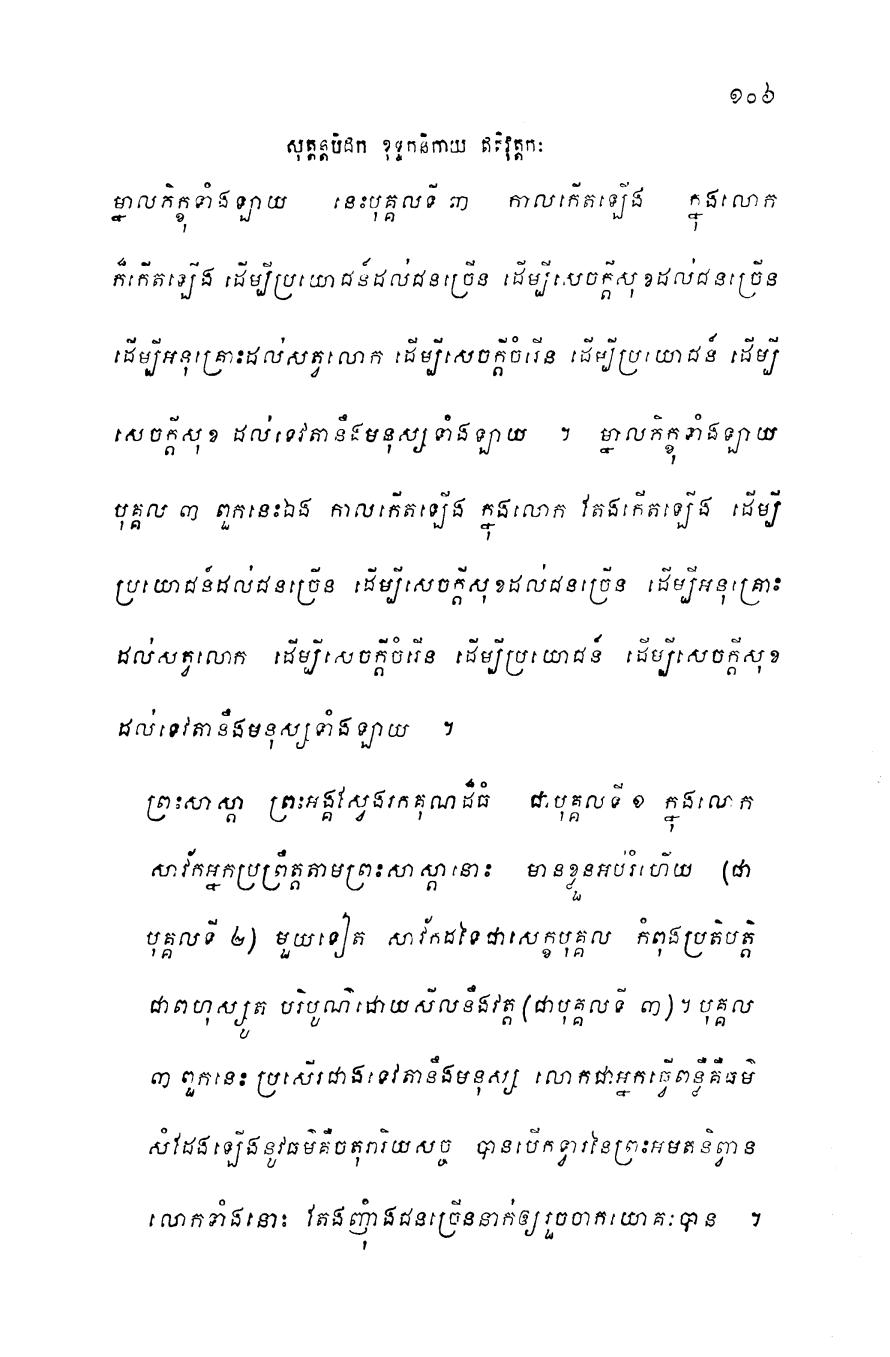 ១០៦
សុត្តន្តបិដក ខុទ្ទកនិកាយ ឥតិវុត្តកៈ
ម្នាលភិក្ខុទាំងឡាយ នេះបុគ្គលទី ៣ កាលកើតឡើង ក្នុងលោក
ក៏កើតឡើង ដើម្បីប្រយោជន៍ដល់ជនច្រើន ដើម្បីសេចក្តីសុខដល់ជនច្រើន
ដើម្បីអនុគ្រោះដល់សត្វលោក ដើម្បីសេចក្តីចំរើន ដើម្បីប្រយោជន៍ ដើម្បី
សេចក្តីសុខ ដល់ទេវតានឹងមនុស្សទាំងឡាយ ។ ម្នាលភិក្ខុទាំងឡាយ
បុគ្គល ៣ ពួកនេះឯង កាលកើតឡើង ក្នុងលោក តែងកើតឡើង ដើម្បី
ប្រយោជន៍ដល់ជនច្រើន ដើម្បីសេចក្តីសុខដល់ជនច្រើន ដើម្បីអនុគ្រោះ
ដល់សត្វលោក ដើម្បីសេចក្តីចំរើន ដើម្បីប្រយោជន៍ ដើម្បីសេចក្តីសុខ
ដល់ទេវតានឹងមនុស្សទាំងឡាយ ។
ព្រះសាស្តា ព្រះអង្គស្វែងរកគុណដ៏ធំ ជាបុគ្គលទី ១ ក្នុងលោក
សាវ័កអ្នកប្រព្រឹត្តតាមព្រះសាស្តានោះ មានខ្លួនអប់រំហើយ (ជា
បុគ្គលទី ២) មួយទៀត សាវ័កដទៃជាសេក្ខបុគ្គល កំពុងប្រតិបត្តិ
ជាពហុស្សូត បរិបូណ៌ដោយសីលនឹងវត្ត (ជាបុគ្គលទី ៣) ។ បុគ្គល
៣ ពួកនេះ ប្រសើរជាងទេវតានឹងមនុស្ស លោកជាអ្នកធ្វើពន្លឺគឺធម៌
សំដែងឡើងនូវធម៌គឺចតុរារិយសច្ច បានបើកទ្វារនៃព្រះអមតនិព្វាន
លោកទាំងនោះ តែងញ៉ាំងជនច្រើននាក់ឲ្យរួចចាកយោគៈបាន ។